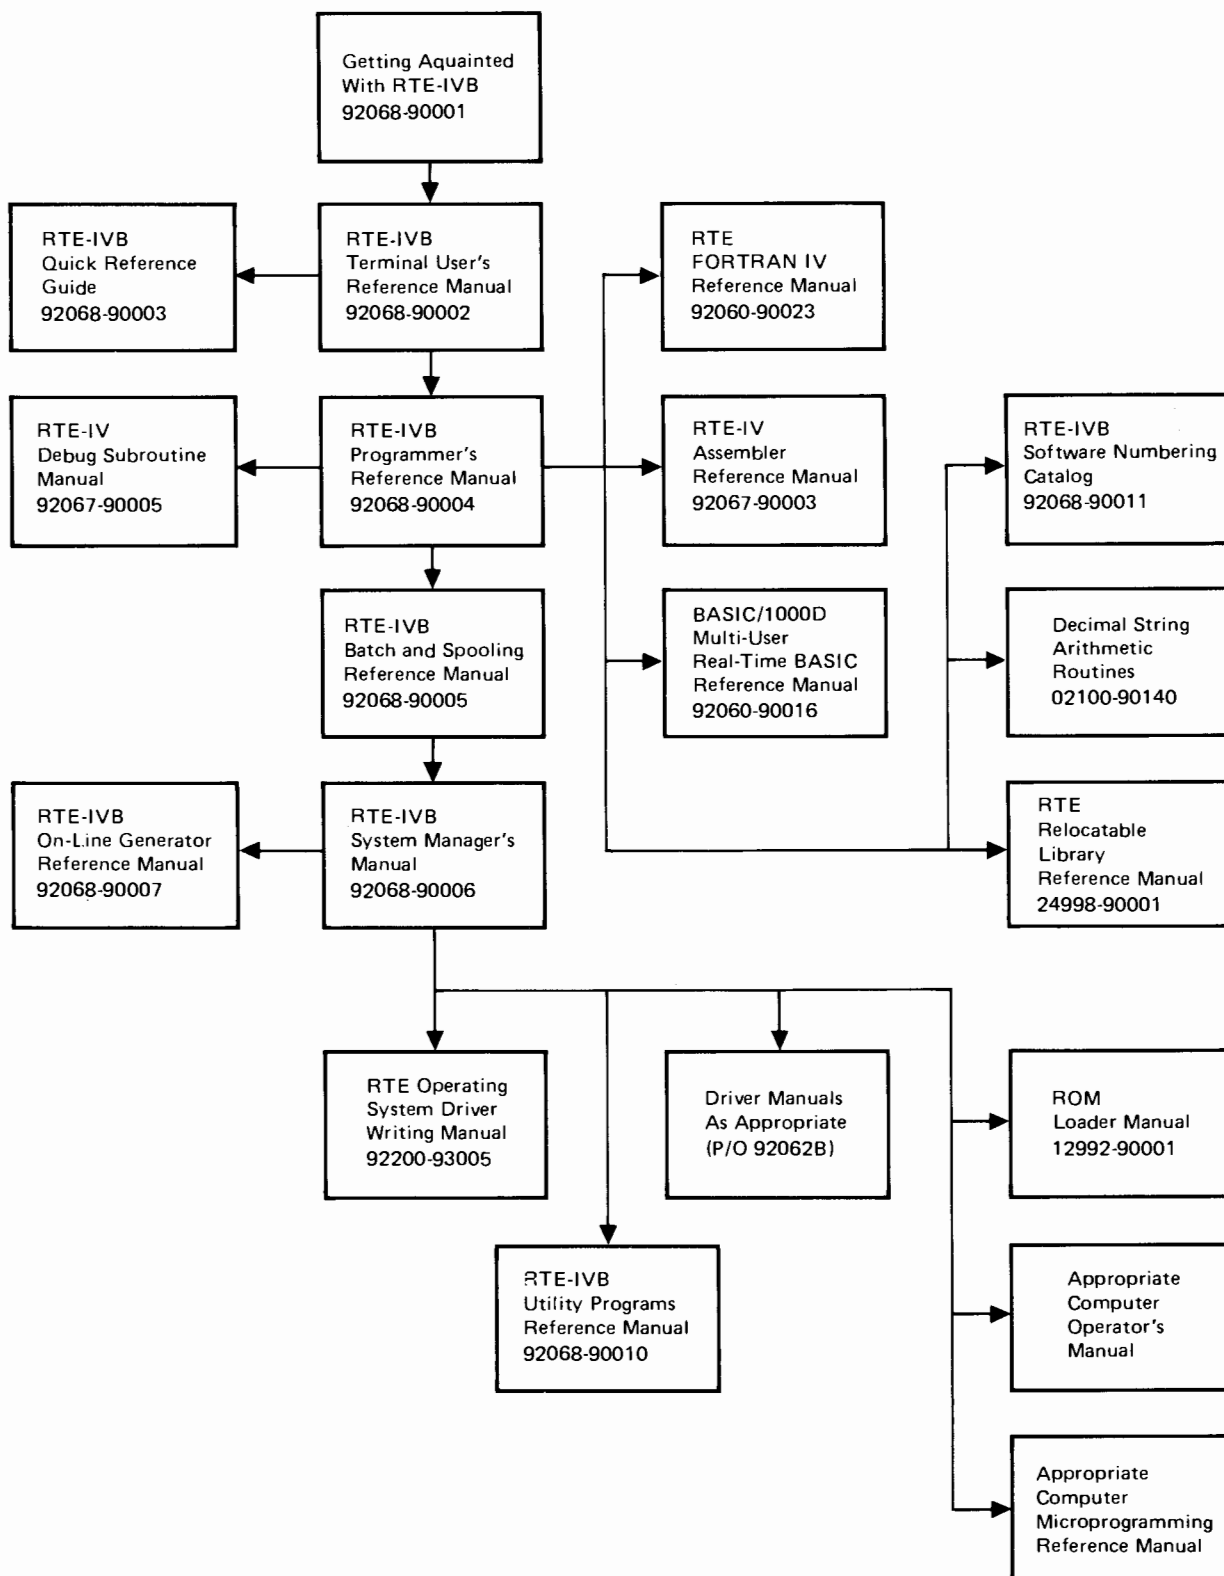 Getting Aquainted
With RTE-IVB
92068-90001
RTE-IVB
Quick Reference
Guide
92068-90003
RTE-IVB
Terminal User's
Reference Manual
92068-90002
RTE
FORTRAN IV
Reference Manual
92060-90023
RTE-IV
Debug Subroutine
Manual
92067-90005
RTE-IVB
Programmer's
Reference Manual
92068-90004
RTE-IV
Assembler
Reference Manual
92067-90003
RTE-IVB
Software Numbering
Catalog
92068-90011
RTE-IVB
Batch and Spooling
Reference Manual
92068-90005
BASIC/1000D
Multi-User
Real-Time BASIC
Reference Manual
92060-90016
Decimal String
Arithmetic
Routines
02100-90140
RTE-IVB
On-Line Generator
Reference Manual
92068-90007
RTE-IVB
System Manager's
Manual
92068-90006
RTE
Relocatable
Library
Reference Manual
24998-90001
RTE Operating
System Driver
Writing Manual
92200-93005
Driver Manuals
As Appropriate
(P/O 92062B)
ROM
Loader Manual
12992-90001
RTE-IVB
Utility Programs
Reference Manual
92068-90010
Appropriate
Computer
Operator's
Manual
Appropriate
Computer
Microprogramming
Reference Manual